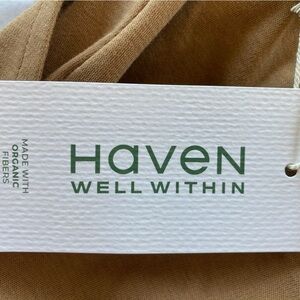 Haven
WELL WITHIN
MADE WITH
ORGANIC
FIBERS